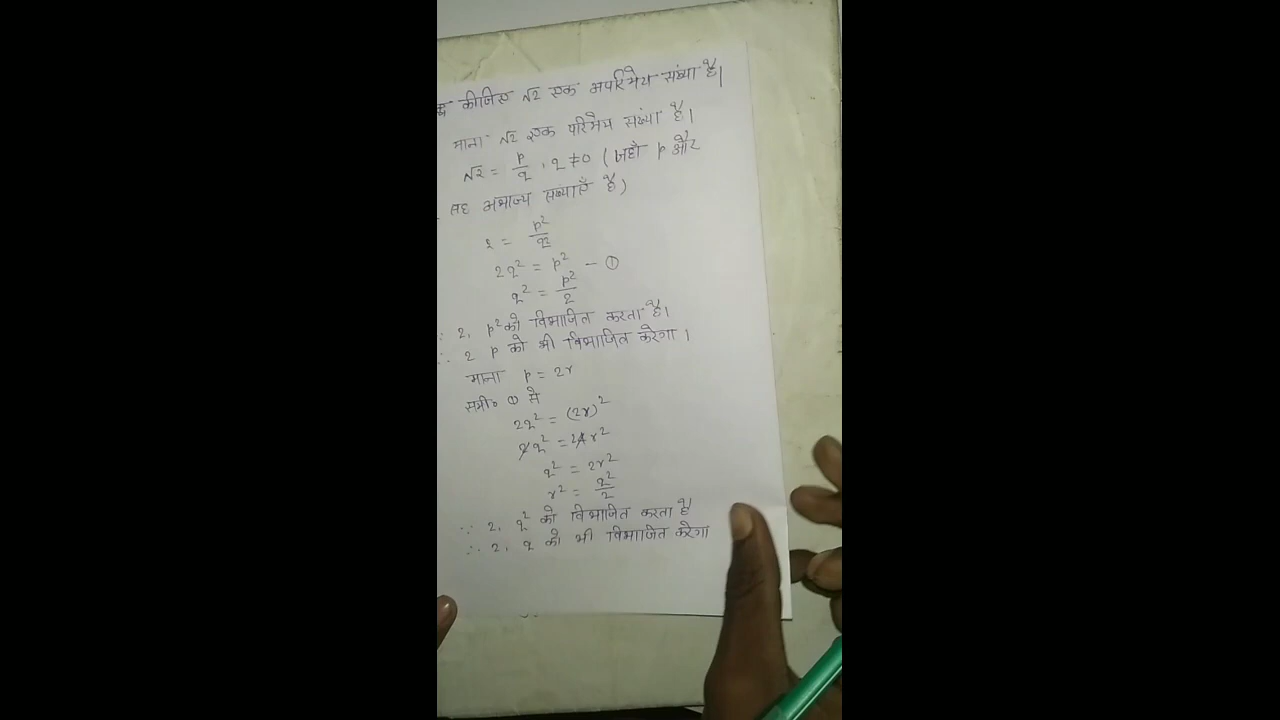 कीजिए √2 एक अपरिमेय संख्या है।
माना √2 एक परिमेय संख्या है।
√2 = p/q , q ≠ 0 (जहाँ p और
सह अभाज्य संख्याएँ है)
2 = p²/q²
2q² = p² – ①
q² = p²/2
∵ 2, p² को विभाजित करता है।
∴ 2 p को भी विभाजित करेगा।
माना p = 2r
समी० ① से
2q² = (2r)²
2q² = 24r²
q² = 2r²
r² = q²/2
∵ 2, q² को विभाजित करता है
∴ 2, q को भी विभाजित करेगा